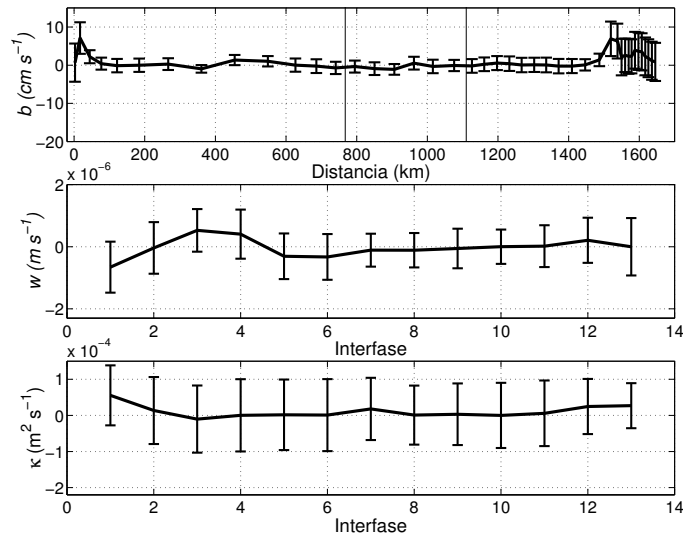 10
0
−10
−20
b (cm s−1)
0 200 400 600 800 1000 1200 1400 1600
Distancia (km)
x 10−6
2
0
−2
w (m s−1)
0 2 4 6 8 10 12 14
Interfase
x 10−4
1
0
−1
−2
κ (m2 s−1)
0 2 4 6 8 10 12 14
Interfase